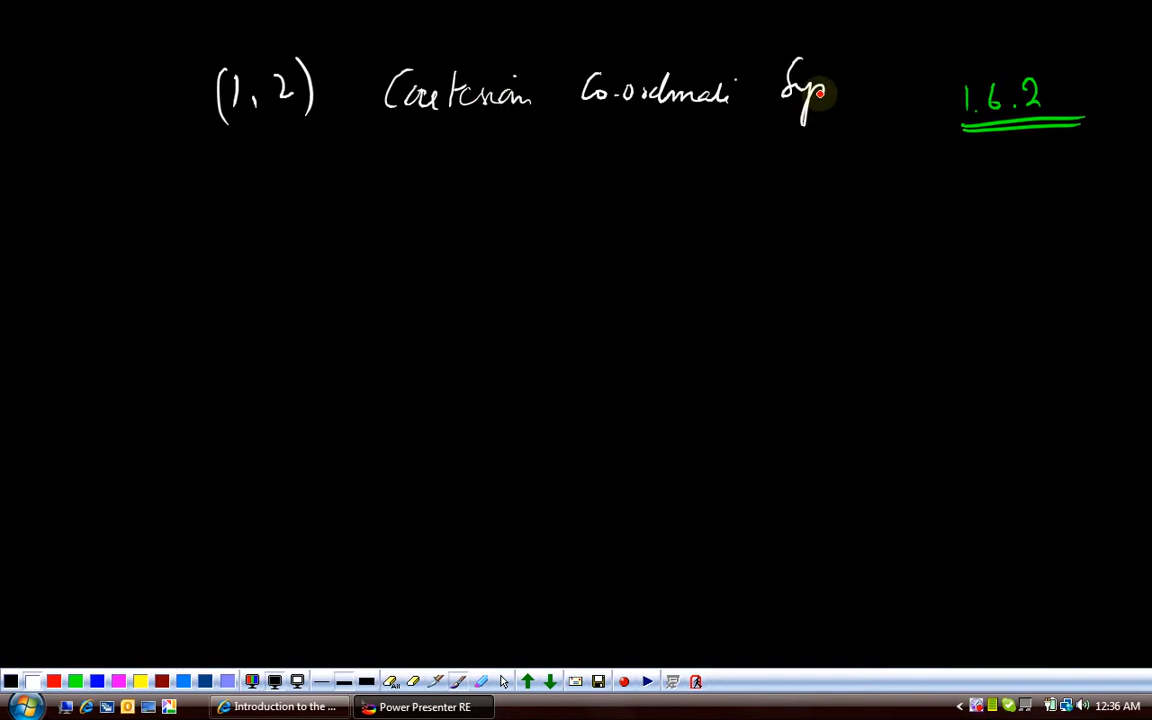 (1, 2) Cartesian Co-ordinate Sys 1.6.2
Introduction to the ... Power Presenter RE 12:36 AM